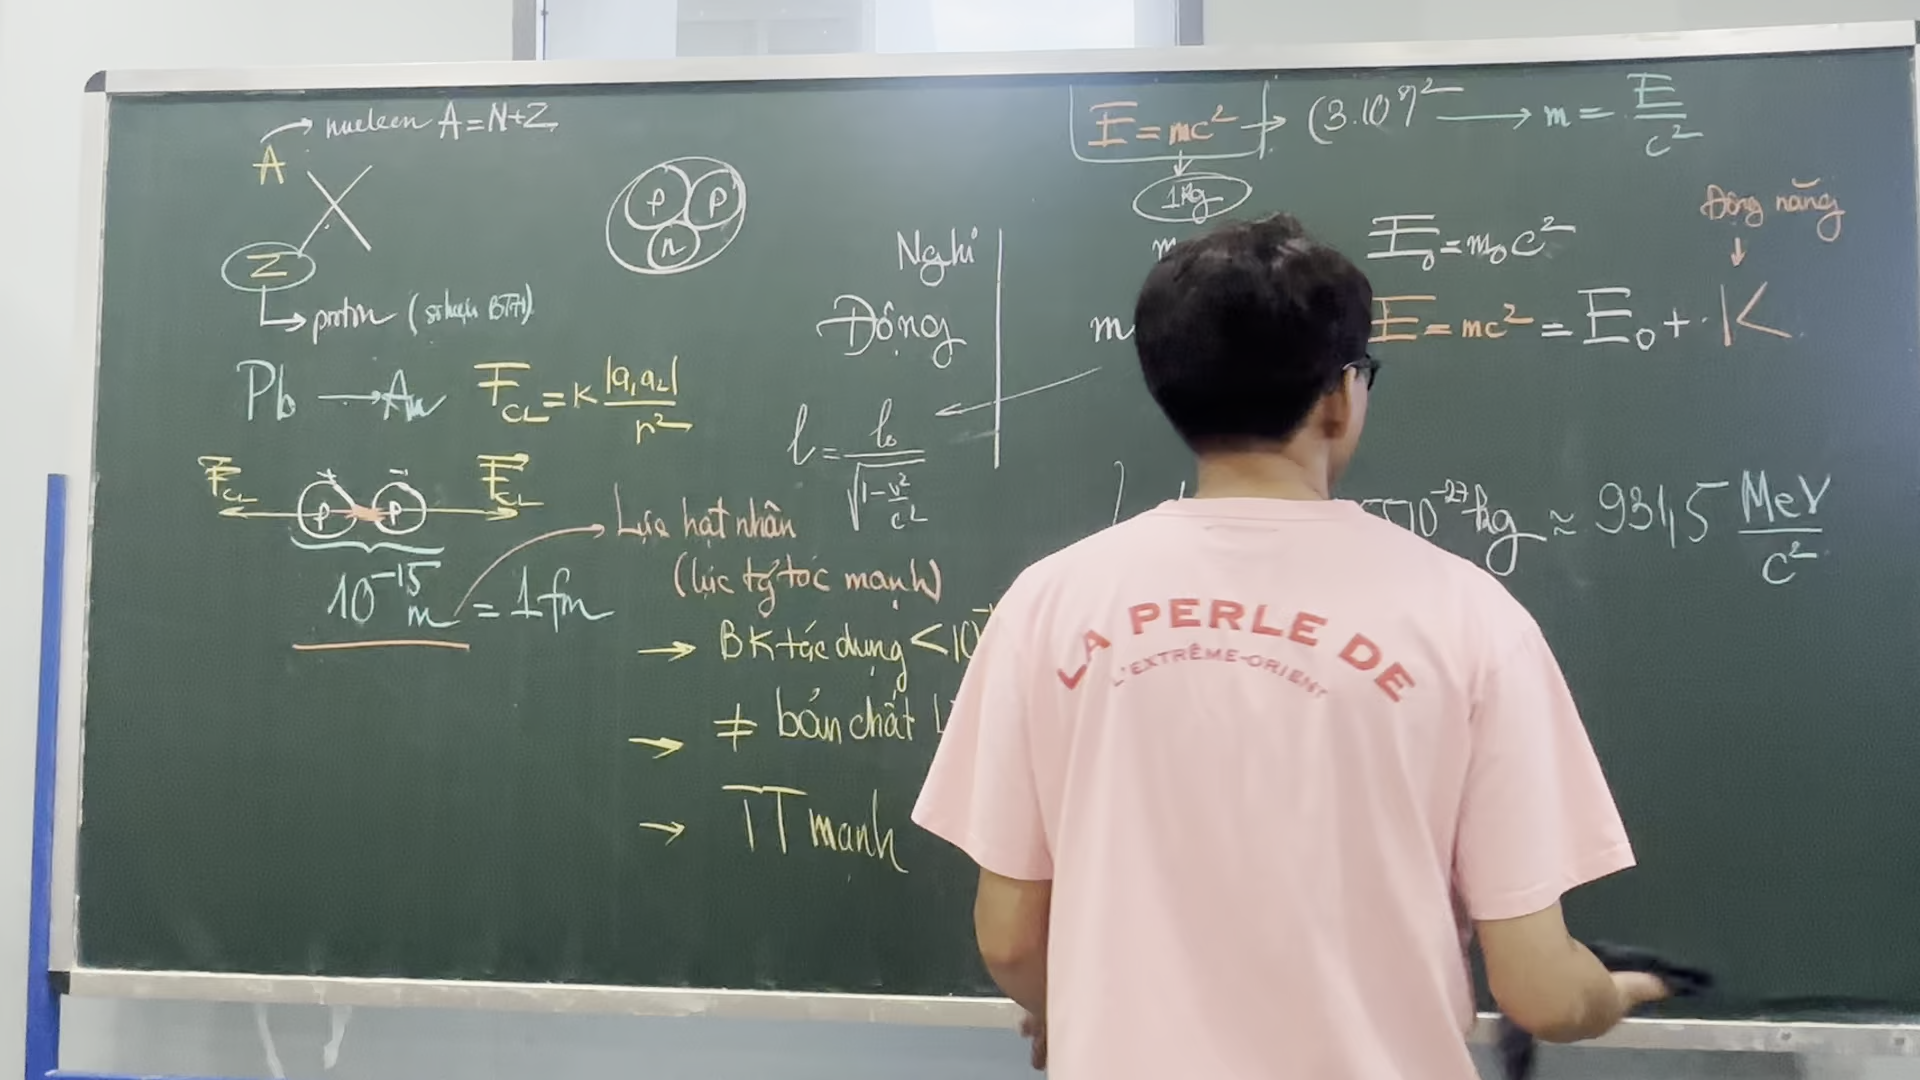 nucleon A=N+Z
A
X
Z
proton (số hiệu BTH)
Pb → Au
F_CL = k |q₁q₂| / r²
F_CL
+
-
P
P
F_CL
10⁻¹⁵ m = 1 fm
P
P
n
Lực hạt nhân
(lực tương tác mạnh)
→ BK tác dụng < 10
→ ≠ bản chất
→ TT mạnh
Nghỉ
Động
l = l₀ / √(1-v²/c²)
E = mc² → (3.10⁸)² → m = E / c²
1kg
m
E₀ = m₀c²
Động năng
m
E = mc² = E₀ + K
10⁻²⁷ kg ≈ 931,5 MeV / c²
LA PERLE DE
L'EXTRÊME-ORIENT